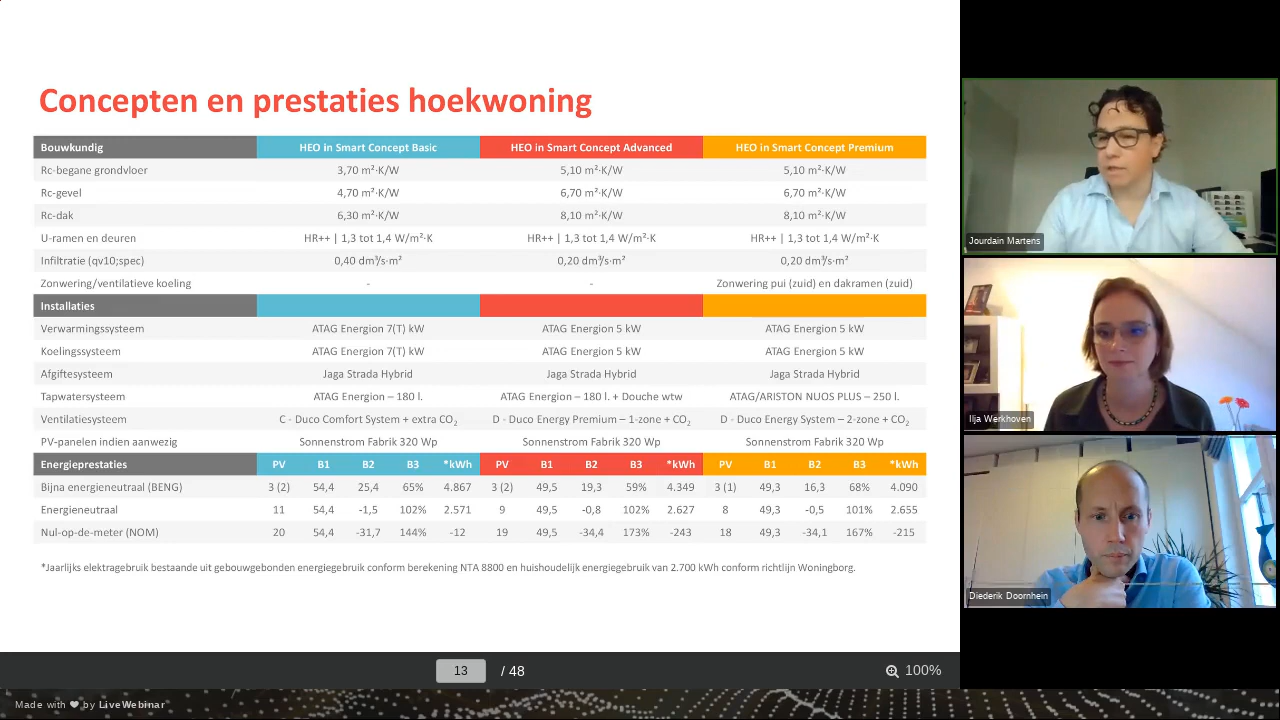 Concepten en prestaties hoekwoning
Bouwkundig HEO in Smart Concept Basic HEO in Smart Concept Advanced HEO in Smart Concept Premium
Rc-begane grondvloer 3,70 m²·K/W 5,10 m²·K/W 5,10 m²·K/W
Rc-gevel 4,70 m²·K/W 6,70 m²·K/W 6,70 m²·K/W
Rc-dak 6,30 m²·K/W 8,10 m²·K/W 8,10 m²·K/W
U-ramen en deuren HR++ | 1,3 tot 1,4 W/m²·K HR++ | 1,3 tot 1,4 W/m²·K HR++ | 1,3 tot 1,4 W/m²·K
Infiltratie (qv10;spec) 0,40 dm³/s·m² 0,20 dm³/s·m² 0,20 dm³/s·m²
Zonwering/ventilatieve koeling - - Zonwering pui (zuid) en dakramen (zuid)
Installaties
Verwarmingssysteem ATAG Energion 7(T) kW ATAG Energion 5 kW ATAG Energion 5 kW
Koelingssysteem ATAG Energion 7(T) kW ATAG Energion 5 kW ATAG Energion 5 kW
Afgiftesysteem Jaga Strada Hybrid Jaga Strada Hybrid Jaga Strada Hybrid
Tapwatersysteem ATAG Energion – 180 l. ATAG Energion – 180 l. + Douche wtw ATAG/ARISTON NUOS PLUS – 250 l.
Ventilatiesysteem C - Duco Comfort System + extra CO₂ D - Duco Energy Premium – 1-zone + CO₂ D - Duco Energy System – 2-zone + CO₂
PV-panelen indien aanwezig Sonnenstrom Fabrik 320 Wp Sonnenstrom Fabrik 320 Wp Sonnenstrom Fabrik 320 Wp
Energieprestaties PV B1 B2 B3 *kWh PV B1 B2 B3 *kWh PV B1 B2 B3 *kWh
Bijna energieneutraal (BENG) 3 (2) 54,4 25,4 65% 4.867 3 (2) 49,5 19,3 59% 4.349 3 (1) 49,3 16,3 68% 4.090
Energieneutraal 11 54,4 -1,5 102% 2.571 9 49,5 -0,8 102% 2.627 8 49,3 -0,5 101% 2.655
Nul-op-de-meter (NOM) 20 54,4 -31,7 144% -12 19 49,5 -34,4 173% -243 18 49,3 -34,1 167% -215
*Jaarlijks elektragebruik bestaande uit gebouwgebonden energiegebruik conform berekening NTA 8800 en huishoudelijk energiegebruik van 2.700 kWh conform richtlijn Woningborg.
13 / 48
100%
Made with ❤ by LiveWebinar
Jourdain Martens
Ilja Werkhoven
Diederik Doornhein